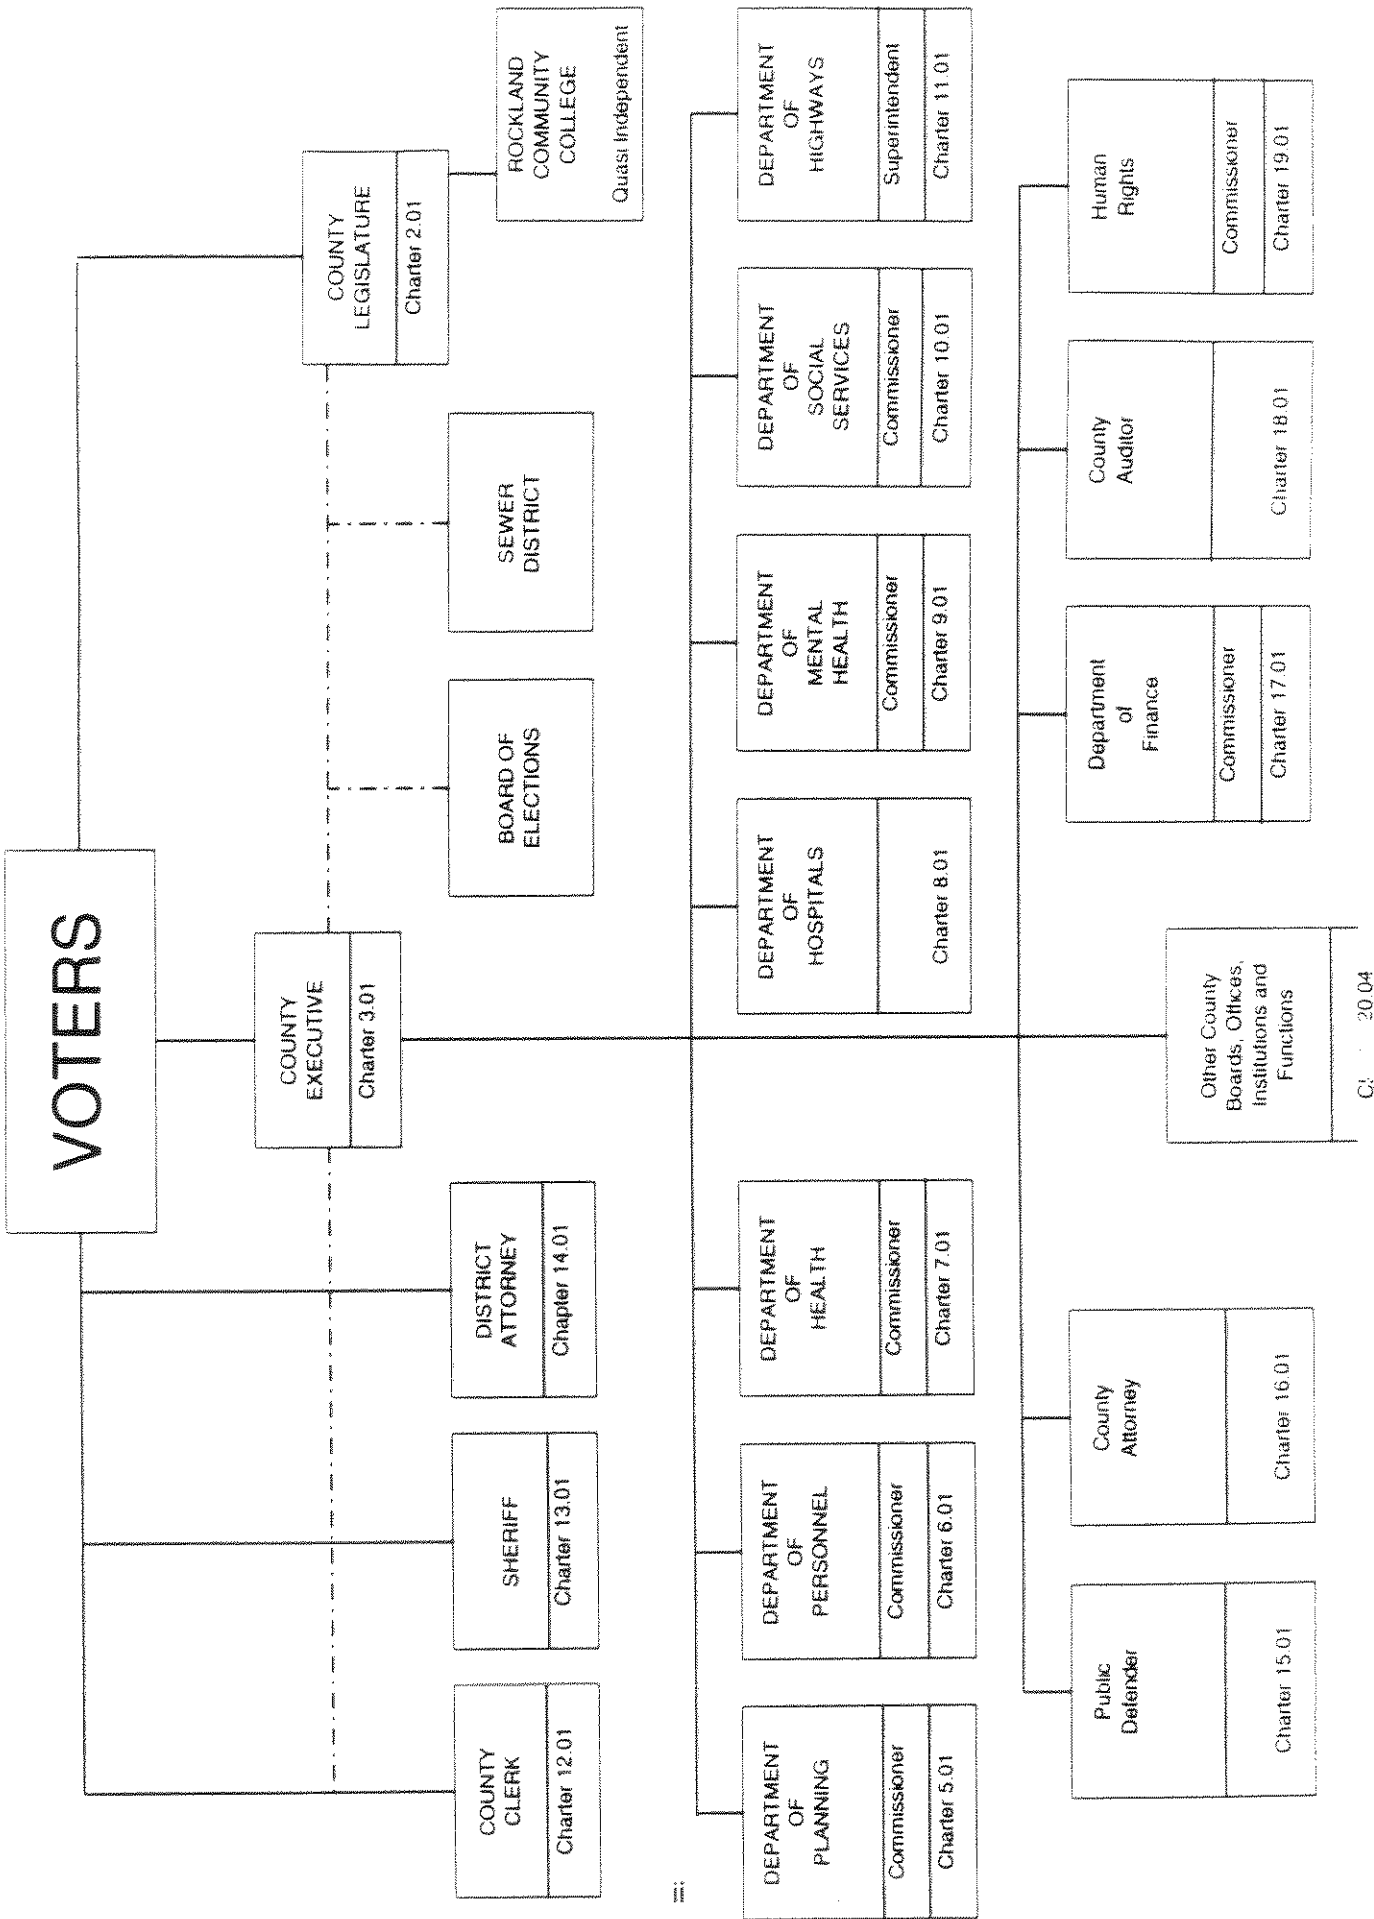 VOTERS
COUNTY
EXECUTIVE
Charter 3.01
COUNTY
LEGISLATURE
Charter 2.01
ROCKLAND
COMMUNITY
COLLEGE
Quasi Independent
COUNTY
CLERK
Charter 12.01
SHERIFF
Charter 13.01
DISTRICT
ATTORNEY
Chapter 14.01
BOARD OF
ELECTIONS
SEWER
DISTRICT
DEPARTMENT
OF
PLANNING
Commissioner
Charter 5.01
DEPARTMENT
OF
PERSONNEL
Commissioner
Charter 6.01
DEPARTMENT
OF
HEALTH
Commissioner
Charter 7.01
DEPARTMENT
OF
HOSPITALS
Charter 8.01
DEPARTMENT
OF
MENTAL
HEALTH
Commissioner
Charter 9.01
DEPARTMENT
OF
SOCIAL
SERVICES
Commissioner
Charter 10.01
DEPARTMENT
OF
HIGHWAYS
Superintendent
Charter 11.01
Public
Defender
Charter 15.01
County
Attorney
Charter 16.01
Other County
Boards, Offices,
Institutions and
Functions
20.04
Department
of
Finance
Commissioner
Charter 17.01
County
Auditor
Charter 18.01
Human
Rights
Commissioner
Charter 19.01